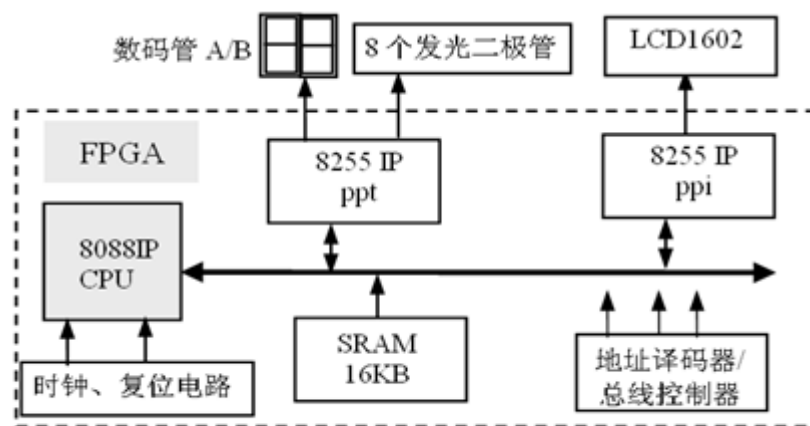 数码管 A/B
8 个发光二极管
LCD1602
FPGA
8255 IP
ppt
8255 IP
ppi
8088IP
CPU
时钟、复位电路
SRAM
16KB
地址译码器/
总线控制器